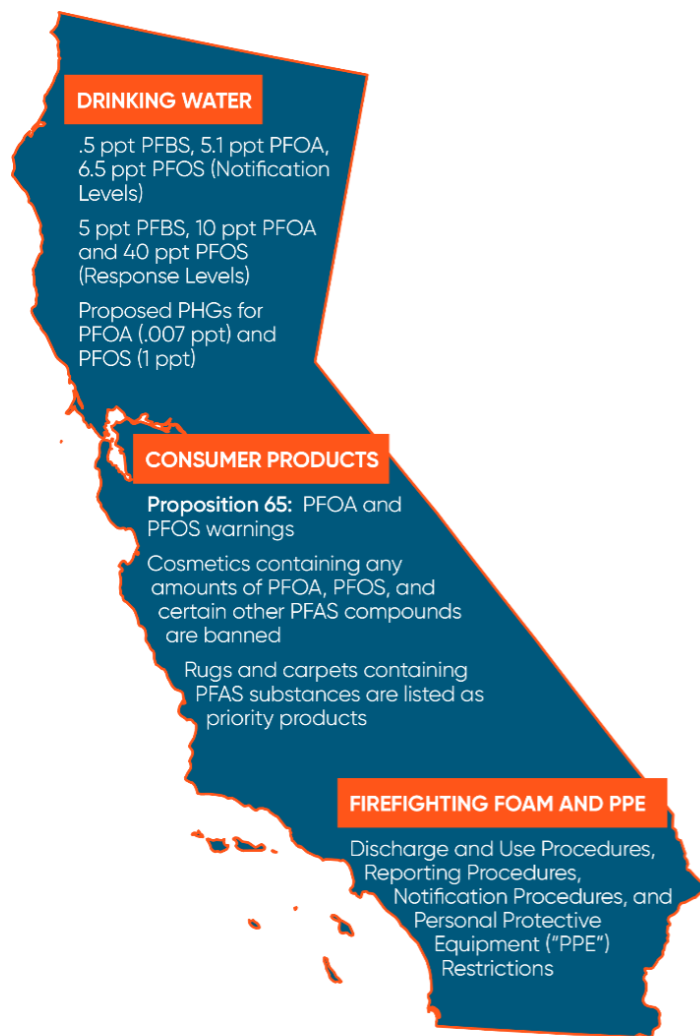 DRINKING WATER
.5 ppt PFBS, 5.1 ppt PFOA,
6.5 ppt PFOS (Notification
Levels)
5 ppt PFBS, 10 ppt PFOA
and 40 ppt PFOS
(Response Levels)
Proposed PHGs for
PFOA (.007 ppt) and
PFOS (1 ppt)
CONSUMER PRODUCTS
Proposition 65: PFOA and
PFOS warnings
Cosmetics containing any
amounts of PFOA, PFOS, and
certain other PFAS compounds
are banned
Rugs and carpets containing
PFAS substances are listed as
priority products
FIREFIGHTING FOAM AND PPE
Discharge and Use Procedures,
Reporting Procedures,
Notification Procedures, and
Personal Protective
Equipment (“PPE”)
Restrictions